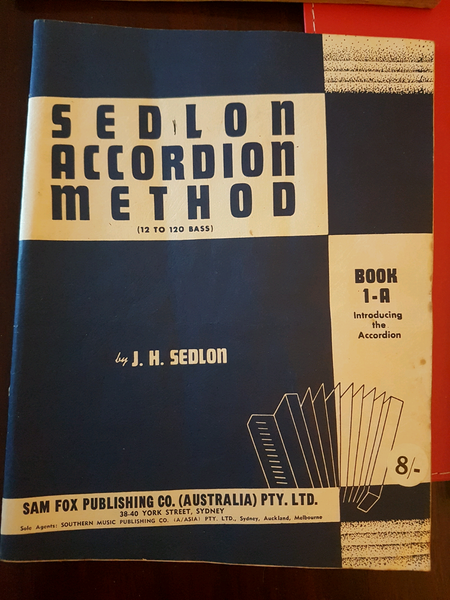 SEDLON
ACCORDION
METHOD
(12 TO 120 BASS)
BOOK
1-A
Introducing
the
Accordion
by J. H. SEDLON
8/-
SAM FOX PUBLISHING CO. (AUSTRALIA) PTY. LTD.
38-40 YORK STREET, SYDNEY
Sole Agents: SOUTHERN MUSIC PUBLISHING CO. (A/ASIA) PTY. LTD., Sydney, Auckland, Melbourne